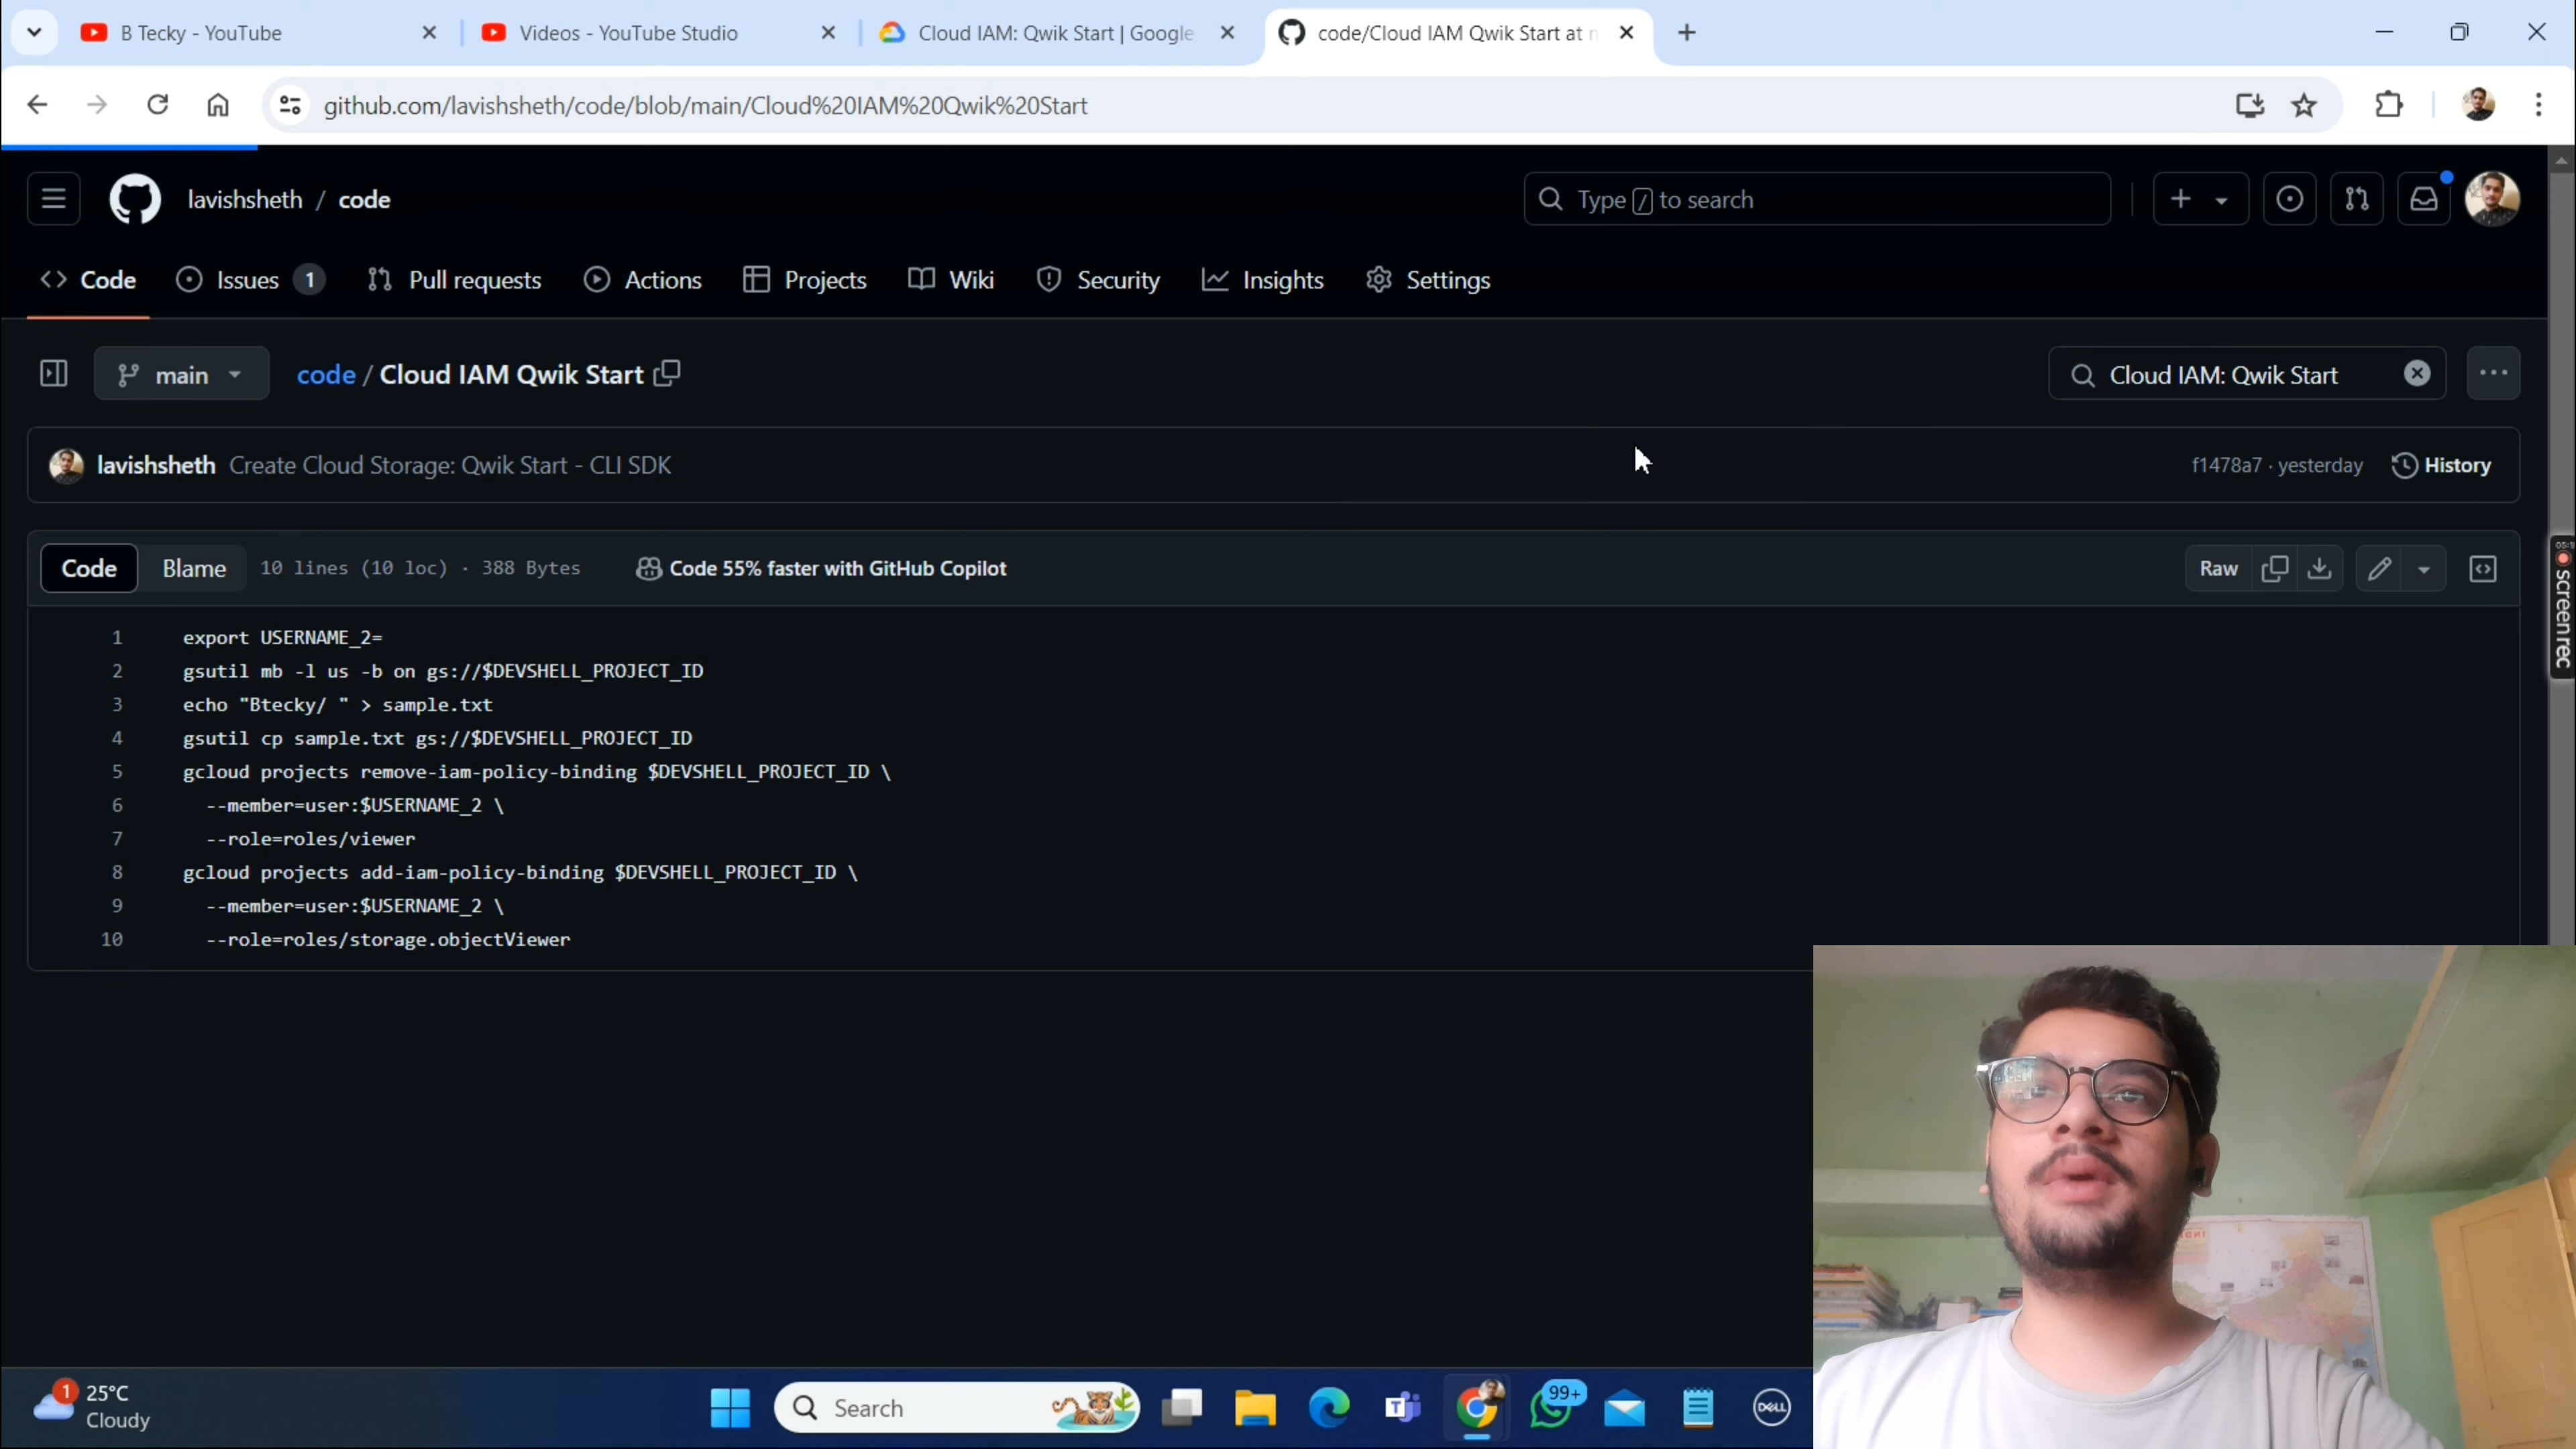 B Tecky - YouTube
Videos - YouTube Studio
Cloud IAM: Qwik Start | Google
code/Cloud IAM Qwik Start at
github.com/lavishsheth/code/blob/main/Cloud%20IAM%20Qwik%20Start
lavishsheth / code
Type / to search
Code
Issues 1
Pull requests
Actions
Projects
Wiki
Security
Insights
Settings
main
code / Cloud IAM Qwik Start
Cloud IAM: Qwik Start
lavishsheth Create Cloud Storage: Qwik Start - CLI SDK
f1478a7 · yesterday
History
Code
Blame
10 lines (10 loc) · 388 Bytes
Code 55% faster with GitHub Copilot
Raw
1 export USERNAME_2=
2 gsutil mb -l us -b on gs://$DEVSHELL_PROJECT_ID
3 echo "Btecky/ " > sample.txt
4 gsutil cp sample.txt gs://$DEVSHELL_PROJECT_ID
5 gcloud projects remove-iam-policy-binding $DEVSHELL_PROJECT_ID \
6 --member=user:$USERNAME_2 \
7 --role=roles/viewer
8 gcloud projects add-iam-policy-binding $DEVSHELL_PROJECT_ID \
9 --member=user:$USERNAME_2 \
10 --role=roles/storage.objectViewer
screenrec
1
25°C
Cloudy
Search
99+
DELL